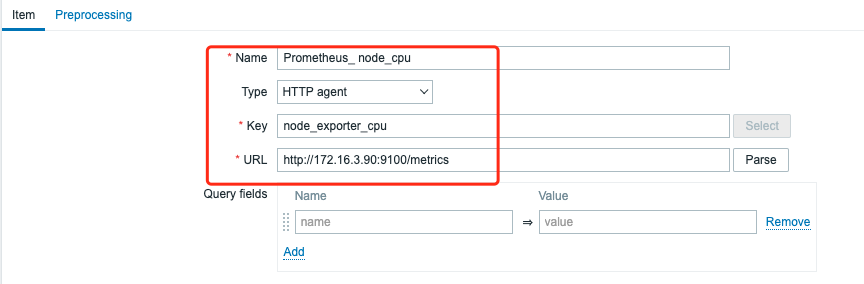 Item Preprocessing
* Name Prometheus_ node_cpu
Type HTTP agent
* Key node_exporter_cpu Select
* URL http://172.16.3.90:9100/metrics Parse
Query fields Name Value
name ⇒ value Remove
Add